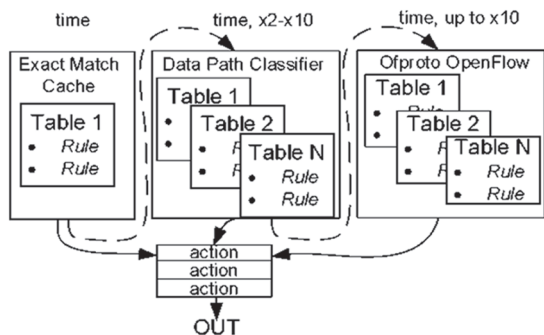 time
time, x2-x10
time, up to x10
Exact Match
Cache
Table 1
• Rule
• Rule
Data Path Classifier
Table 1
Table 2
Table N
• Rule
• Rule
Ofproto OpenFlow
Table 1
Rule
Table 2
Table N
• Rule
• Rule
action
action
action
OUT